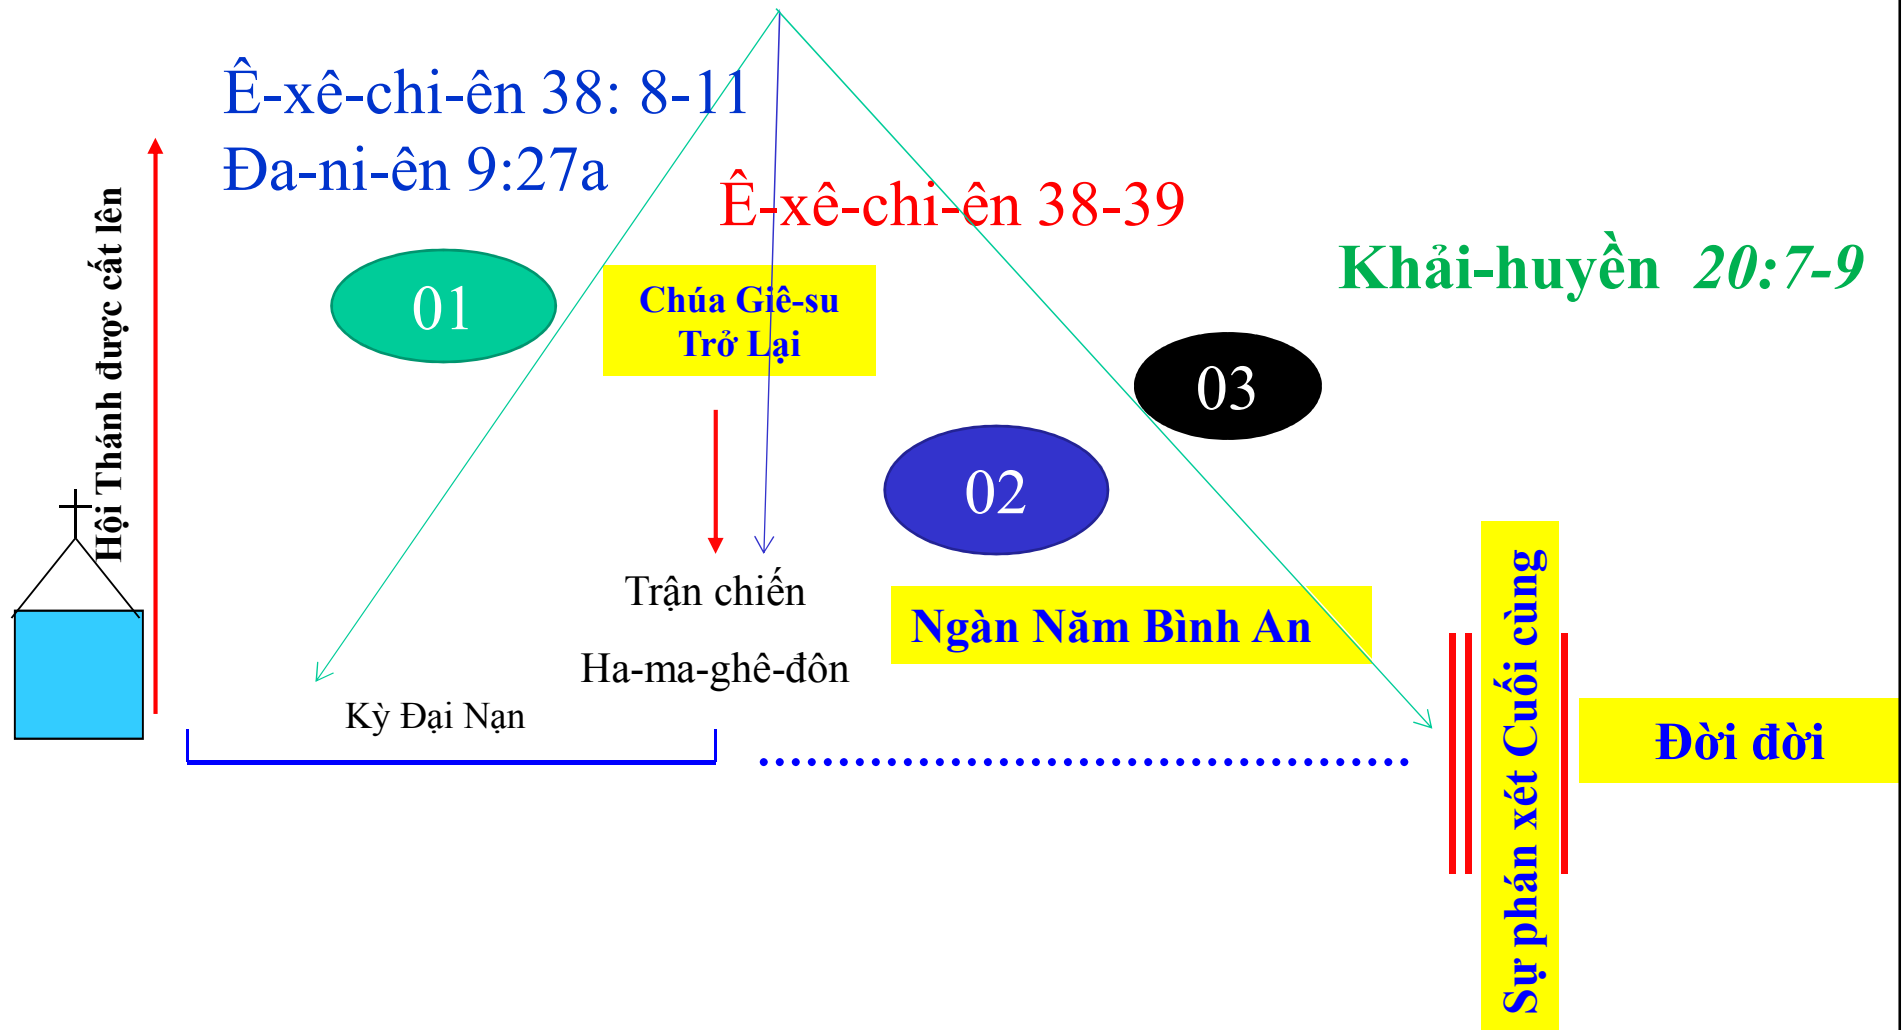 Ê-xê-chi-ên 38: 8-11
Đa-ni-ên 9:27a
Ê-xê-chi-ên 38-39
Khải-huyền 20:7-9
Hội Thánh được cất lên
01
Chúa Giê-su
Trở Lại
03
02
Trận chiến
Ha-ma-ghê-đôn
Ngàn Năm Bình An
Kỳ Đại Nạn
Sự phán xét Cuối cùng
Đời đời